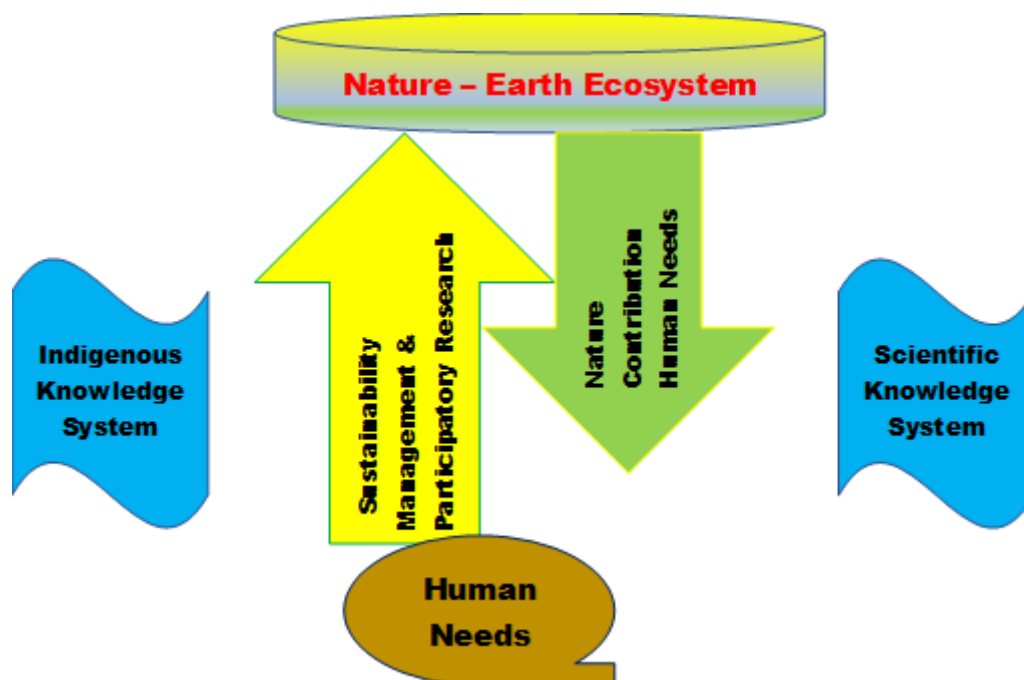 Nature – Earth Ecosystem
Indigenous
Knowledge
System
Sustainability
Management &
Participatory Research
Nature
Contribution
Human Needs
Scientific
Knowledge
System
Human
Needs